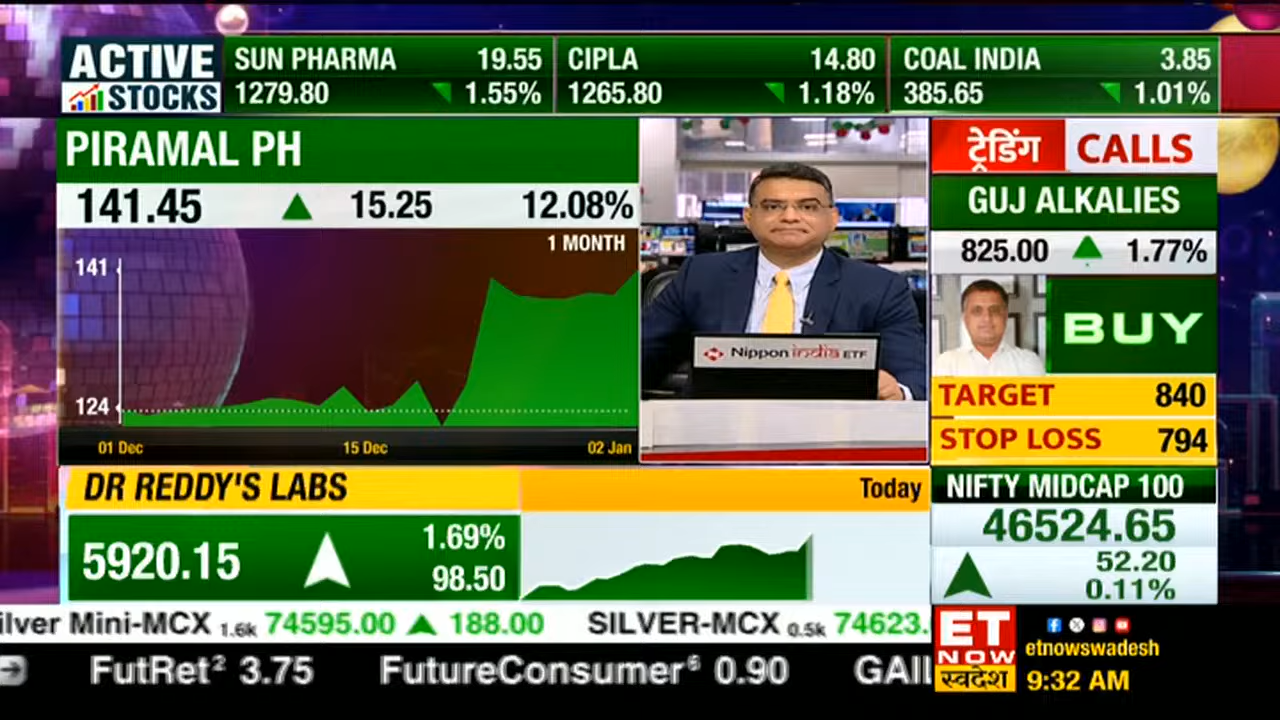 ACTIVE
STOCKS
SUN PHARMA 19.55
1279.80 1.55%
CIPLA 14.80
1265.80 1.18%
COAL INDIA 3.85
385.65 1.01%
PIRAMAL PH
141.45 ▲ 15.25 12.08%
1 MONTH
141
124
01 Dec 15 Dec 02 Jan
Nippon india ETF
ट्रेडिंग CALLS
GUJ ALKALIES
825.00 ▲ 1.77%
BUY
TARGET 840
STOP LOSS 794
DR REDDY'S LABS Today
5920.15 ▲ 1.69%
98.50
NIFTY MIDCAP 100
46524.65
▲ 52.20
0.11%
ilver Mini-MCX 1.6k 74595.00 ▲ 188.00 SILVER-MCX 0.5k 74623.
FutRet² 3.75 FutureConsumer⁶ 0.90 GAIL
ET
NOW
स्वदेश
etnowswadesh
9:32 AM